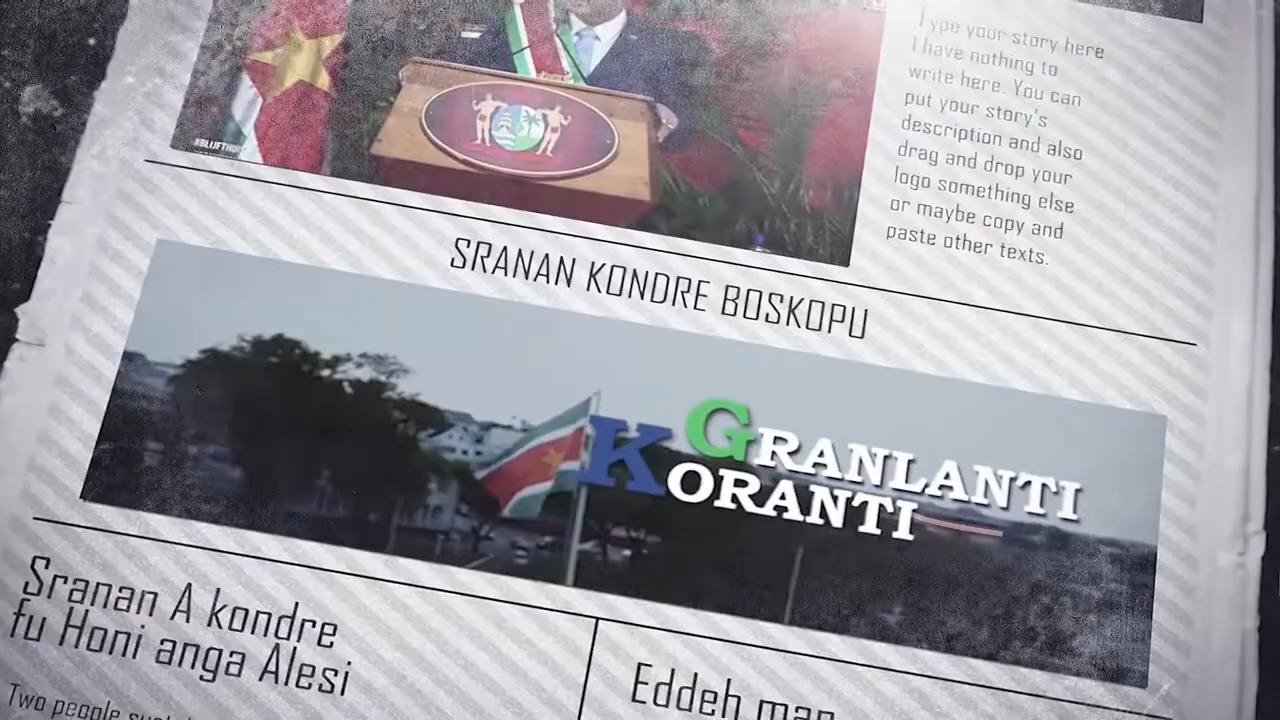 Type your story here
I have nothing to
write here. You can
put your story's
description and also
drag and drop your
logo something else
or maybe copy and
paste other texts.
SRANAN KONDRE BOSKOPU
GRANLANTI
KORANTI
Sranan A kondre
fu Honi anga Alesi
Eddeh man
Two people